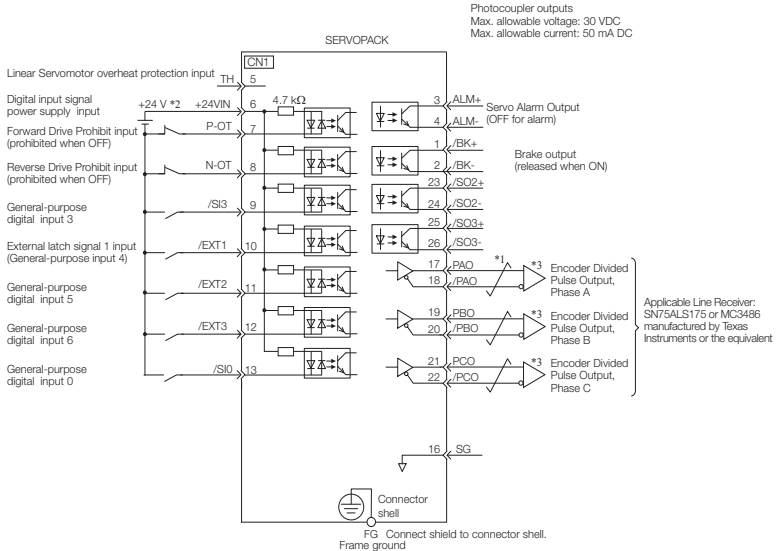 Photocoupler outputs
Max. allowable voltage: 30 VDC
Max. allowable current: 50 mA DC
SERVOPACK
CN1
Linear Servomotor overheat protection input
TH 5
Digital input signal
power supply input
+24 V *2 +24VIN 6 4.7 kΩ
Forward Drive Prohibit input
(prohibited when OFF)
P-OT 7
Reverse Drive Prohibit input
(prohibited when OFF)
N-OT 8
General-purpose
digital input 3
/SI3 9
External latch signal 1 input
(General-purpose input 4)
/EXT1 10
General-purpose
digital input 5
/EXT2 11
General-purpose
digital input 6
/EXT3 12
General-purpose
digital input 0
/SI0 13
3 ALM+
4 ALM-
Servo Alarm Output
(OFF for alarm)
1 /BK+
2 /BK-
Brake output
(released when ON)
23 /SO2+
24 /SO2-
25 /SO3+
26 /SO3-
17 PAO *1 *3
18 /PAO
Encoder Divided
Pulse Output,
Phase A
19 PBO *3
20 /PBO
Encoder Divided
Pulse Output,
Phase B
21 PCO *3
22 /PCO
Encoder Divided
Pulse Output,
Phase C
Applicable Line Receiver:
SN75ALS175 or MC3486
manufactured by Texas
Instruments or the equivalent
16 SG
Connector
shell
FG Connect shield to connector shell.
Frame ground